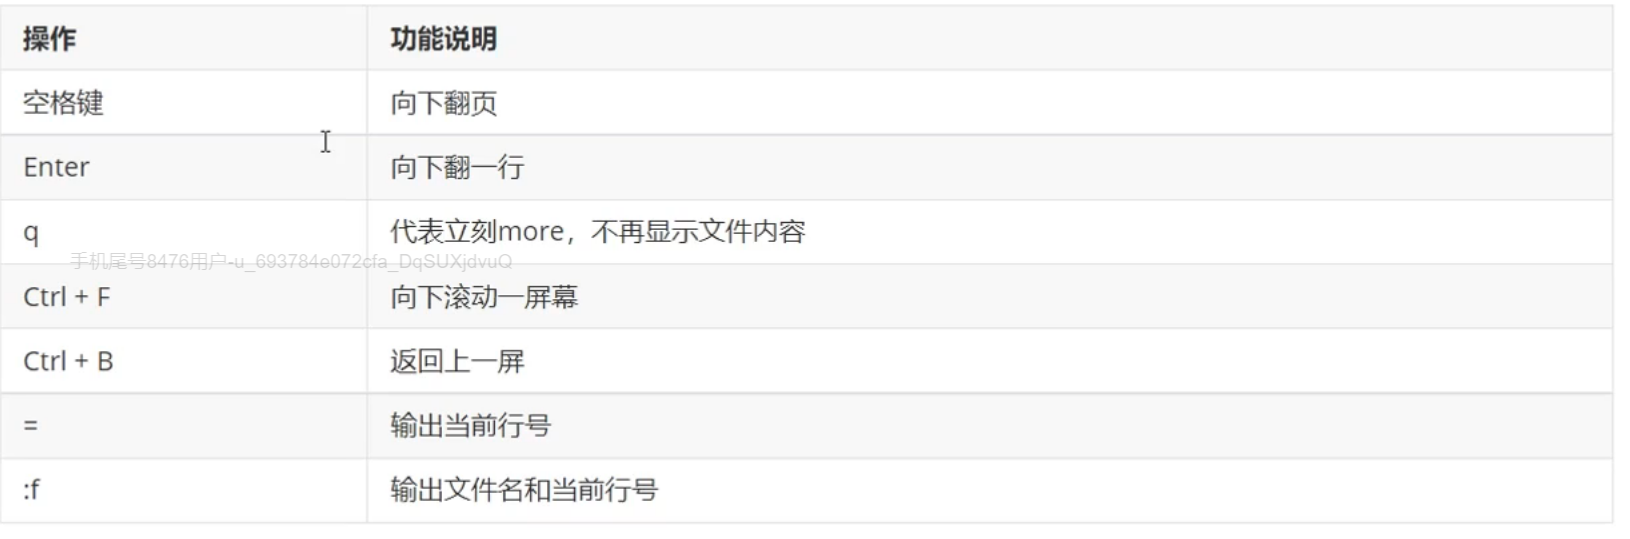 操作 功能说明
空格键 向下翻页
Enter 向下翻一行
q 代表立刻more，不再显示文件内容
手机尾号8476用户-u_693784e072cfa_DqSUXjdvuQ
Ctrl + F 向下滚动一屏幕
Ctrl + B 返回上一屏
= 输出当前行号
:f 输出文件名和当前行号